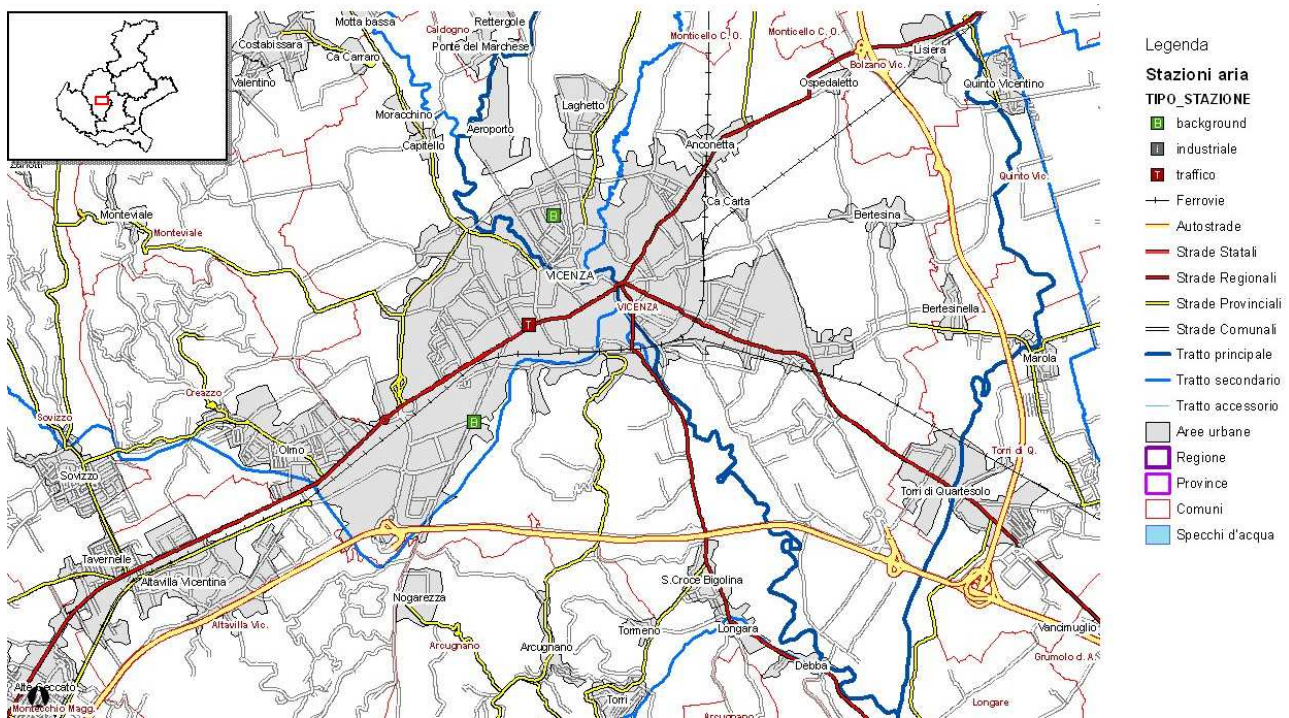 Motta bassa
Rettergole
Costabissara
Caldogno
Ponte del Marchese
Monticello C. O.
Monticello C. O.
Lisiera
Ca Carraro
Bolzano Vic.
Valentino
Ospedaletto
Quinto Vicentino
Laghetto
Moracchino
Aeroporto
Capitello
Anconetta
Quinto Vic.
Ca Carta
Monteviale
Bertesina
Monteviale
B
VICENZA
VICENZA
Bertesinella
T
Marola
Creazzo
Sovizzo
B
Olmo
Torri di Q.
Sovizzo
Torri di Quartesolo
Tavernelle
Altavilla Vicentina
S.Croce Bigolina
Nogarezza
Altavilla Vic.
Tormeno
Longara
Vancimuglio
Arcugnano
Arcugnano
Debba
Grumolo d. A.
Torri
Longare
Montecchio Magg.
Arcugnano
Legenda
Stazioni aria
TIPO_STAZIONE
B background
i industriale
T traffico
Ferrovie
Autostrade
Strade Statali
Strade Regionali
Strade Provinciali
Strade Comunali
Tratto principale
Tratto secondario
Tratto accessorio
Aree urbane
Regione
Province
Comuni
Specchi d'acqua